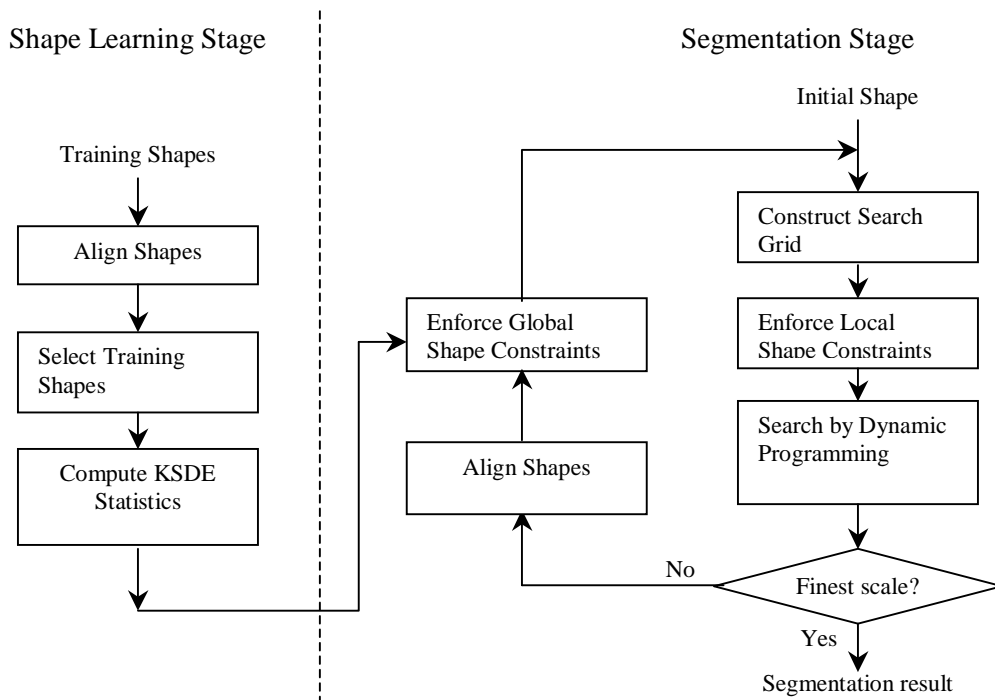 Shape Learning Stage
Segmentation Stage
Training Shapes
Align Shapes
Select Training
Shapes
Compute KSDE
Statistics
Initial Shape
Construct Search
Grid
Enforce Local
Shape Constraints
Search by Dynamic
Programming
Finest scale?
No
Align Shapes
Enforce Global
Shape Constraints
Yes
Segmentation result